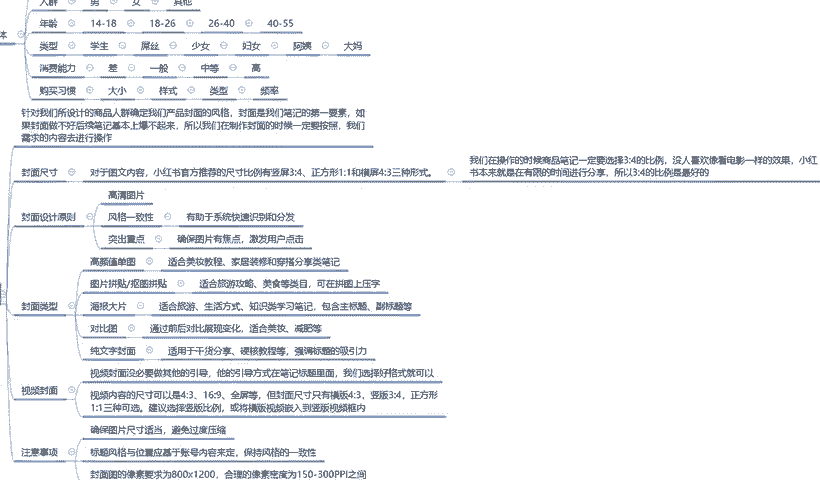 人群 男 女 其他
体
年龄 14-18 18-26 26-40 40-55
类型 学生 屌丝 少女 妇女 阿姨 大妈
消费能力 差 一般 中等 高
购买习惯 大小 样式 类型 频率
针对我们所设计的商品人群确定我们产品封面的风格，封面是我们笔记的第一要素，如
果封面做不好后续笔记基本上爆不起来，所以我们在制作封面的时候一定要按照，我们
需求的内容去进行操作
封面尺寸 对于图文内容，小红书官方推荐的尺寸比例有竖屏3:4、正方形1:1和横屏4:3三种形式。
我们在操作的时候商品笔记一定要选择3:4的比例，没人喜欢像看电影一样的效果，小红
书本来就是在有限的时间进行分享，所以3:4的比例是最好的
封面设计原则
高清图片
风格一致性 有助于系统快速识别和分发
突出重点 确保图片有焦点，激发用户点击
封面类型
高颜值单图 适合美妆教程、家居装修和穿搭分享类笔记
图片拼贴/抠图拼贴 适合旅游攻略、美食等类目，可在拼图上压字
海报大片 适合旅游、生活方式、知识类学习笔记，包含主标题、副标题等
对比图 通过前后对比展现变化，适合美妆、减肥等
纯文字封面 适用于干货分享、硬核教程等，强调标题的吸引力
视频封面
视频封面没必要做其他的引导，他的引导方式在笔记标题里面，我们选择好格式就可以
视频内容的尺寸可以是4:3、16:9、全屏等，但封面尺寸只有横版4:3，竖版3:4，正方形
1:1三种可选。建议选择竖版比例，或将横版视频嵌入到竖版视频框内
注意事项
确保图片尺寸适当，避免过度压缩
标题风格与位置应基于账号内容来定，保持风格的一致性
封面图的像素要求为800x1200，合理的像素密度为150-300PPI之间